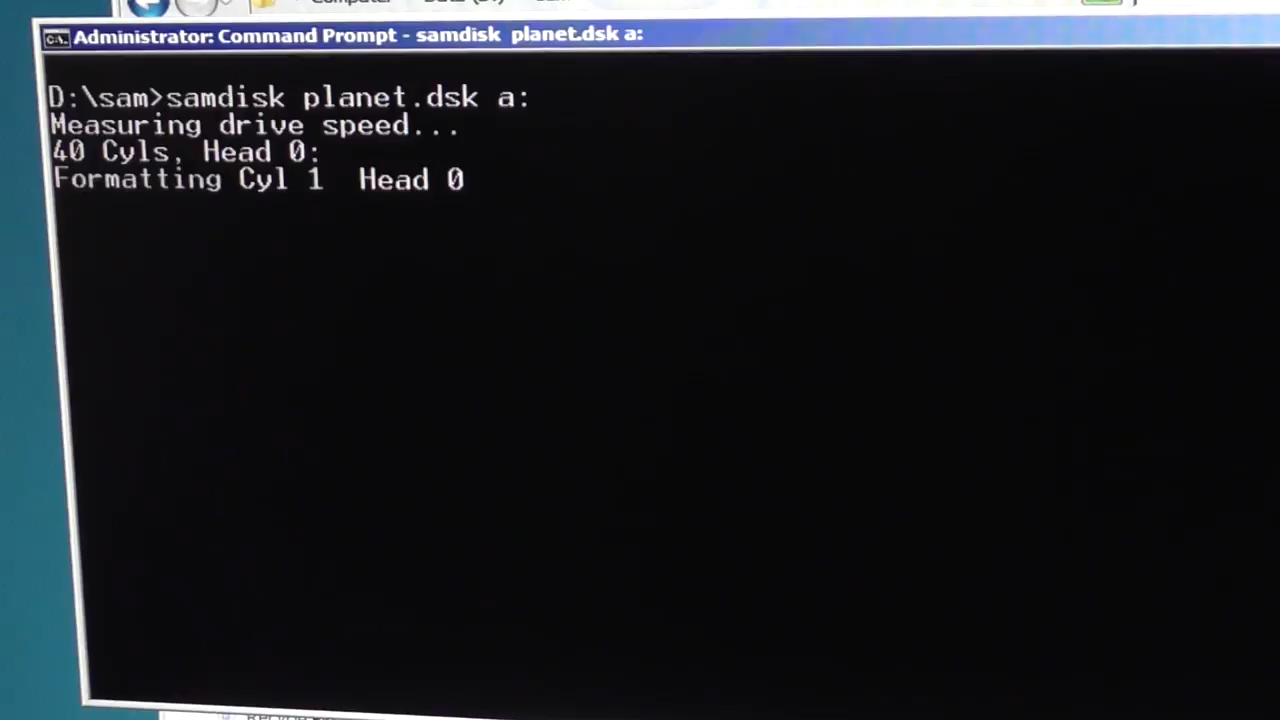 Administrator: Command Prompt - samdisk planet.dsk a:
D:\sam>samdisk planet.dsk a:
Measuring drive speed...
40 Cyls, Head 0:
Formatting Cyl 1 Head 0